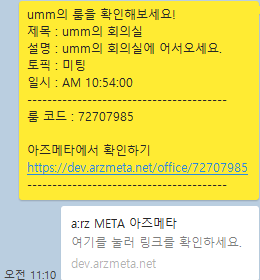 umm의 룸을 확인해보세요!
제목 : umm의 회의실
설명 : umm의 회의실에 어서오세요.
토픽 : 미팅
일시 : AM 10:54:00
----------------------------------------
룸 코드 : 72707985

아즈메타에서 확인하기
https://dev.arzmeta.net/office/72707985
----------------------------------------
a:rz META 아즈메타
여기를 눌러 링크를 확인하세요.
dev.arzmeta.net
오전 11:10